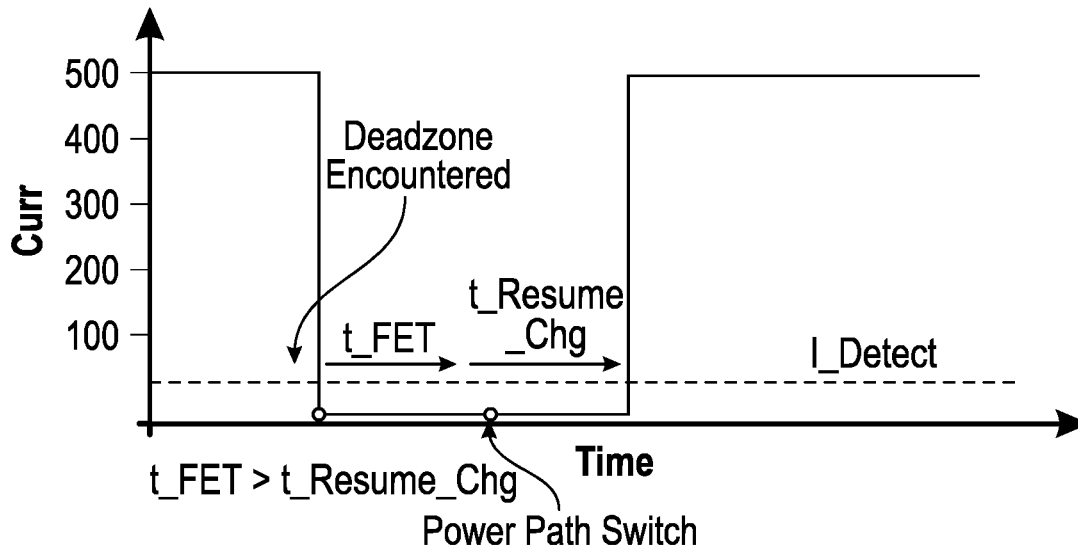 500
400
300
200
100
Curr
Deadzone
Encountered
t_FET
t_Resume
_Chg
I_Detect
Time
t_FET > t_Resume_Chg
Power Path Switch